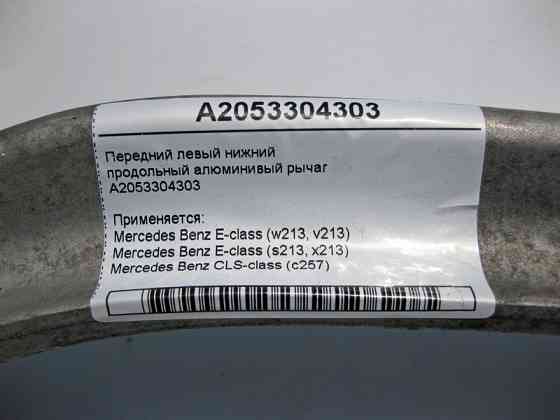 A2053304303
Передний левый нижний
продольный алюминивый рычаг
A2053304303
Применяется:
Mercedes Benz E-class (w213, v213)
Mercedes Benz E-class (s213, x213)
Mercedes Benz CLS-class (c257)